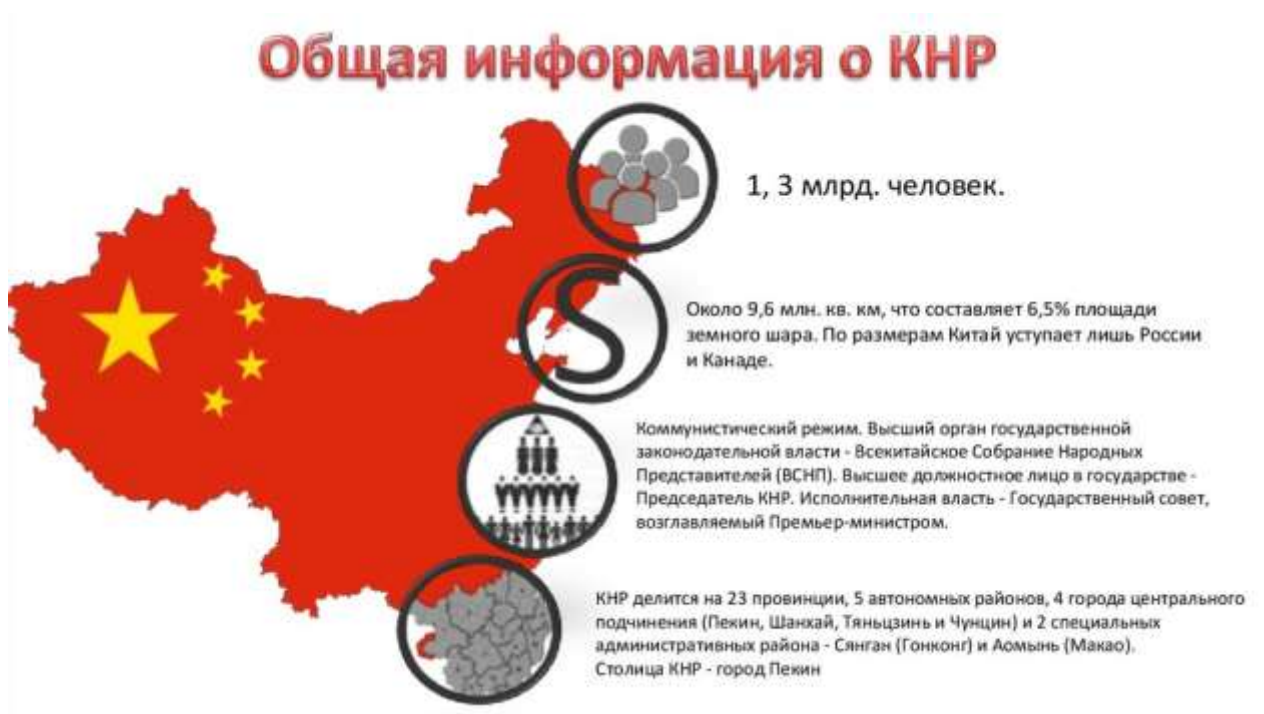 Общая информация о КНР
1, 3 млрд. человек.
Около 9,6 млн. кв. км, что составляет 6,5% площади
земного шара. По размерам Китай уступает лишь России
и Канаде.
Коммунистический режим. Высший орган государственной
законодательной власти - Всекитайское Собрание Народных
Представителей (ВСНП). Высшее должностное лицо в государстве -
Председатель КНР. Исполнительная власть - Государственный совет,
возглавляемый Премьер-министром.
КНР делится на 23 провинции, 5 автономных районов, 4 города центрального
подчинения (Пекин, Шанхай, Тяньцзинь и Чунцин) и 2 специальных
административных района - Сянган (Гонконг) и Аомынь (Макао).
Столица КНР - город Пекин
S